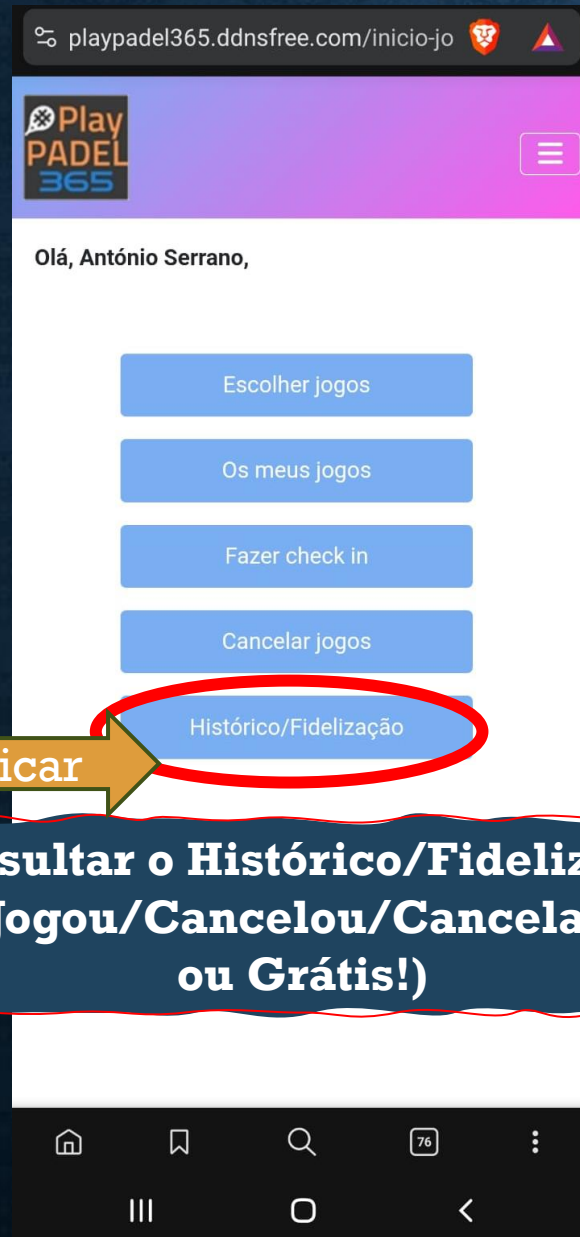 playpadel365.ddnsfree.com/inicio-jo
Play
PADEL
365
Olá, António Serrano,
Escolher jogos
Os meus jogos
Fazer check in
Cancelar jogos
Histórico/Fidelização
icar
sultar o Histórico/Fideliz
Jogou/Cancelou/Cancela
ou Grátis!)
76